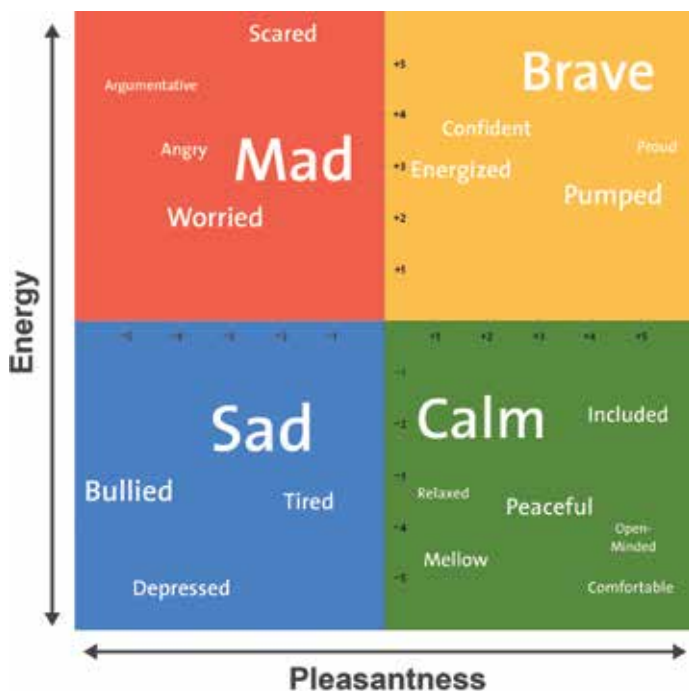 Scared
+5
Brave
Argumentative
+4
Confident
Angry
Mad
+3
Proud
Energized
Pumped
Worried
+2
+1
Energy
-5 -4 -3 -2 -1
+1 +2 +3 +4 +5
-1
Sad
Calm
-2
Included
Bullied
Tired
-3
Relaxed
Peaceful
-4
Open-
Minded
Mellow
Depressed
-5
Comfortable
Pleasantness